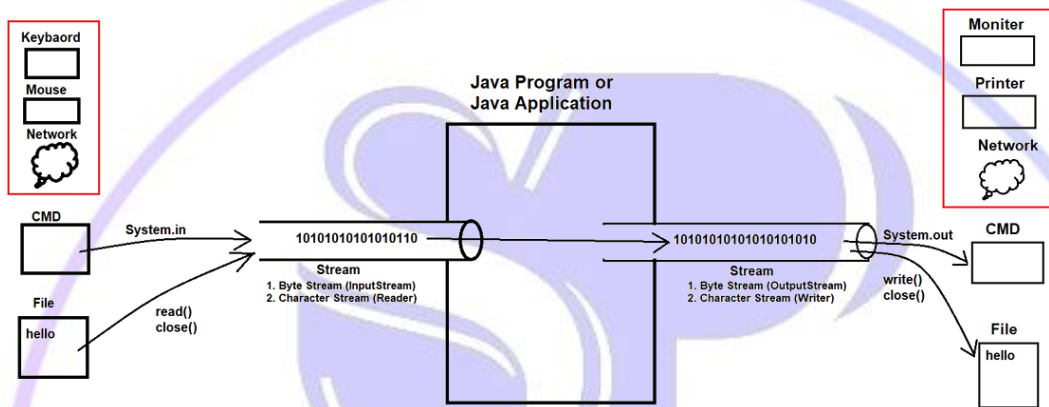 Keybaord
Mouse
Network
CMD
System.in
File
hello
read()
close()
10101010101010110
Stream
1. Byte Stream (InputStream)
2. Character Stream (Reader)
Java Program or
Java Application
10101010101010101010
Stream
1. Byte Stream (OutputStream)
2. Character Stream (Writer)
System.out
write()
close()
Moniter
Printer
Network
CMD
File
hello